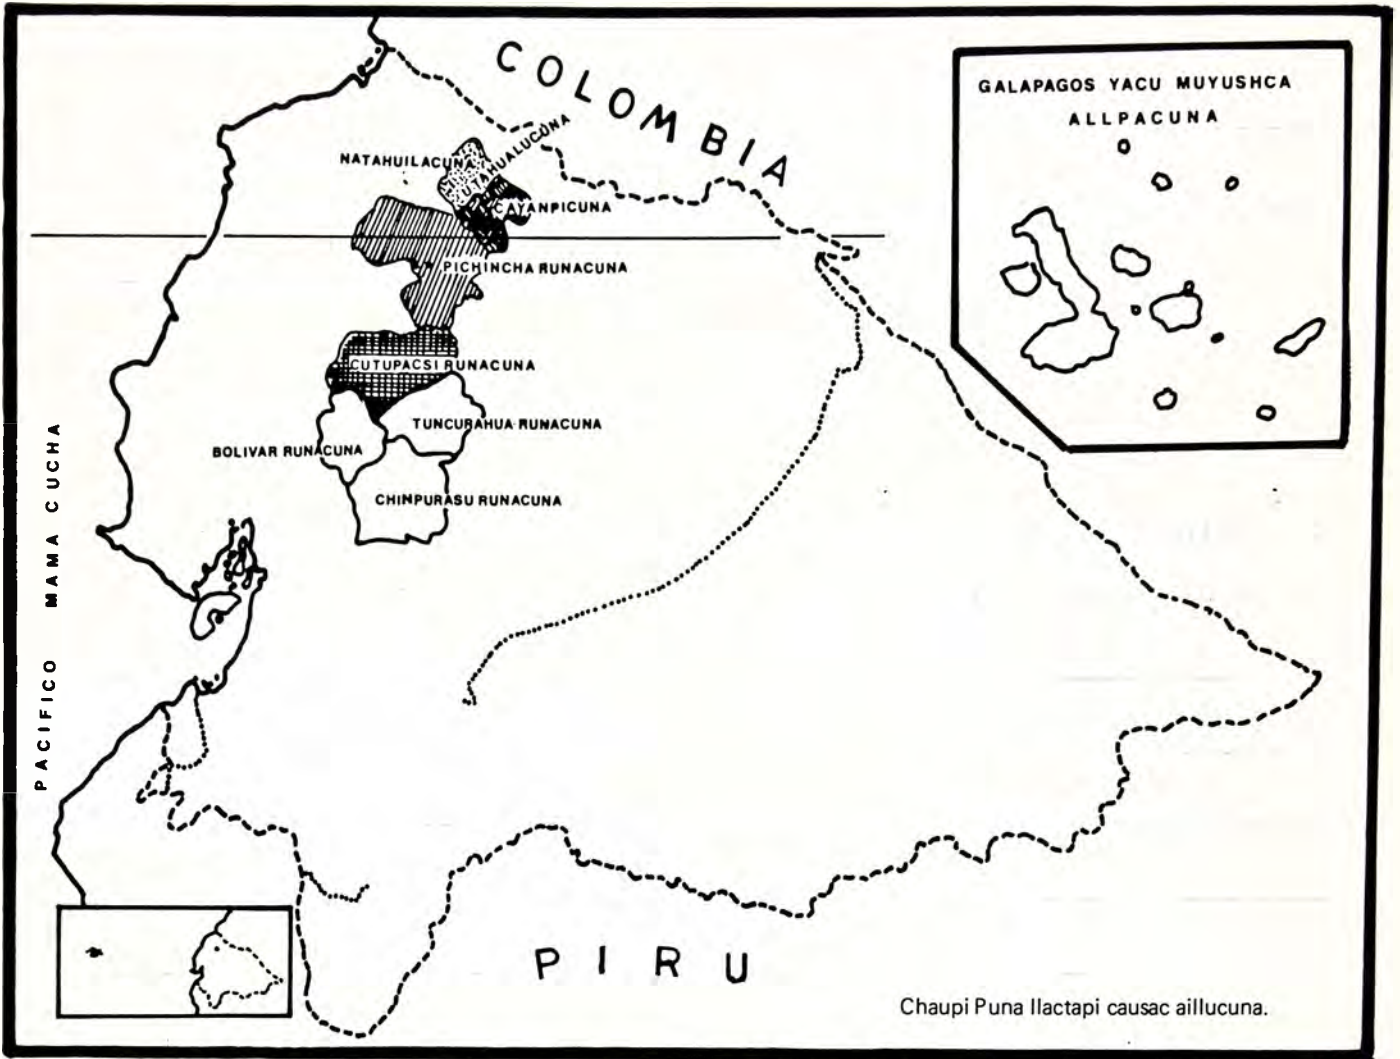 COLOMBIA
GALAPAGOS YACU MUYUSHCA
ALLPACUNA
NATAHUILACUNA
UTAHUALUCUNA
CAYANPICUNA
PICHINCHA RUNACUNA
CUTUPACSI RUNACUNA
TUNCURAHUA RUNACUNA
BOLIVAR RUNACUNA
CHINPURASU RUNACUNA
PACIFICO MAMA CUCHA
PIRU
Chaupi Puna llactapi causac aillucuna.